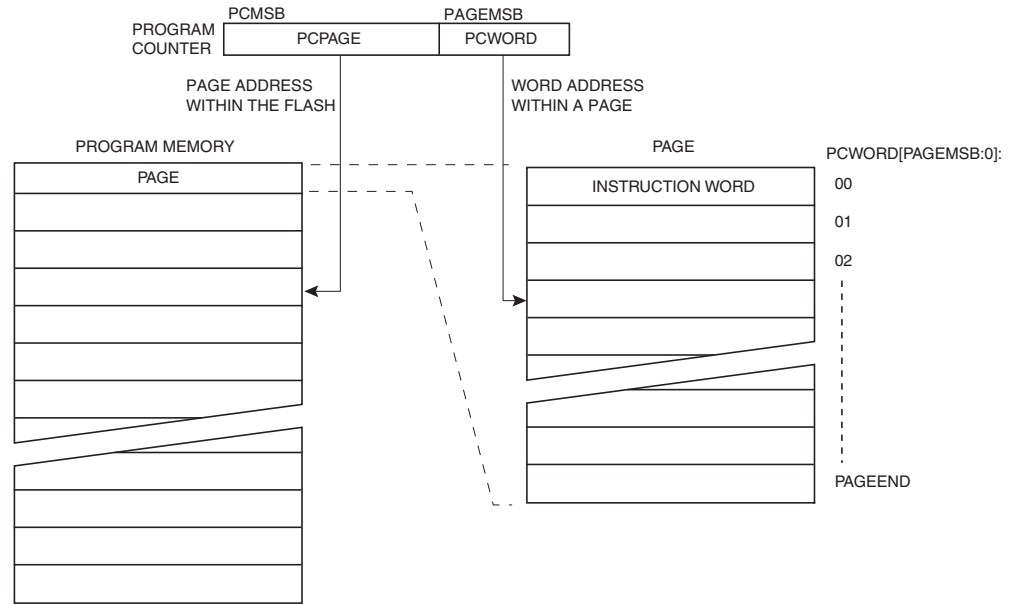 PCMSB
PAGEMSB
PROGRAM
COUNTER
PCPAGE
PCWORD
PAGE ADDRESS
WITHIN THE FLASH
WORD ADDRESS
WITHIN A PAGE
PROGRAM MEMORY
PAGE
PAGE
PCWORD[PAGEMSB:0]:
INSTRUCTION WORD
00
01
02
PAGEEND